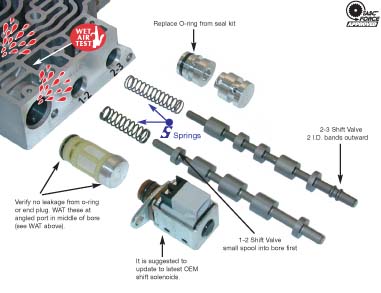 Replace O-ring from seal kit
TASC
FORCE
APPROVED
WET
AIR
TEST
1-2
2-3
Springs
2-3 Shift Valve
2 I.D. bands outward
Verify no leakage from o-ring
or end plug. WAT these at
angled port in middle of bore
(see WAT above).
1-2 Shift Valve
small spool into bore first
It is suggested to
update to latest OEM
shift solenoids.